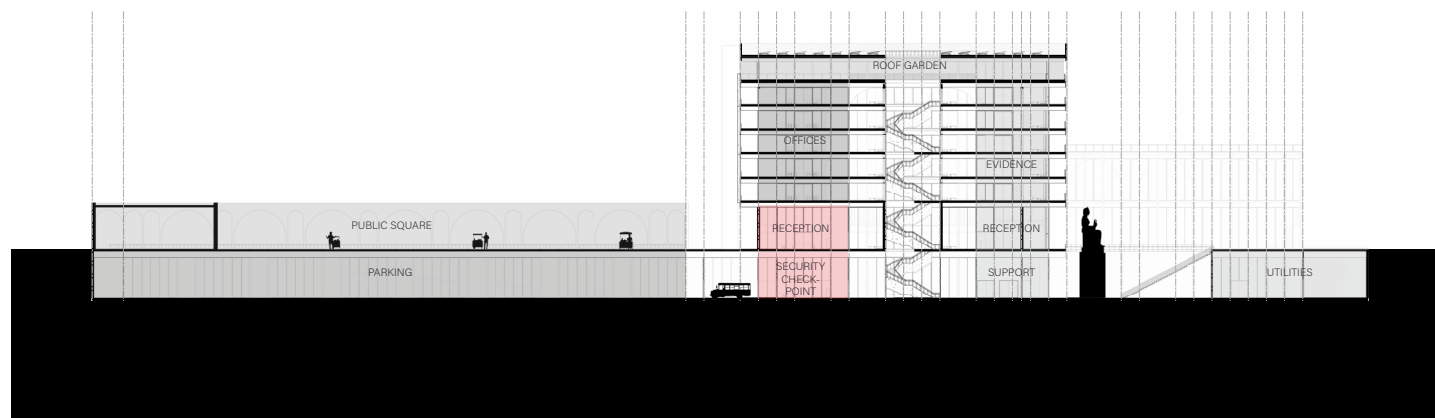 ROOF GARDEN
OFFICES
EVIDENCE
PUBLIC SQUARE
RECEPTION
RECEPTION
PARKING
SECURITY
CHECK-
POINT
SUPPORT
UTILITIES